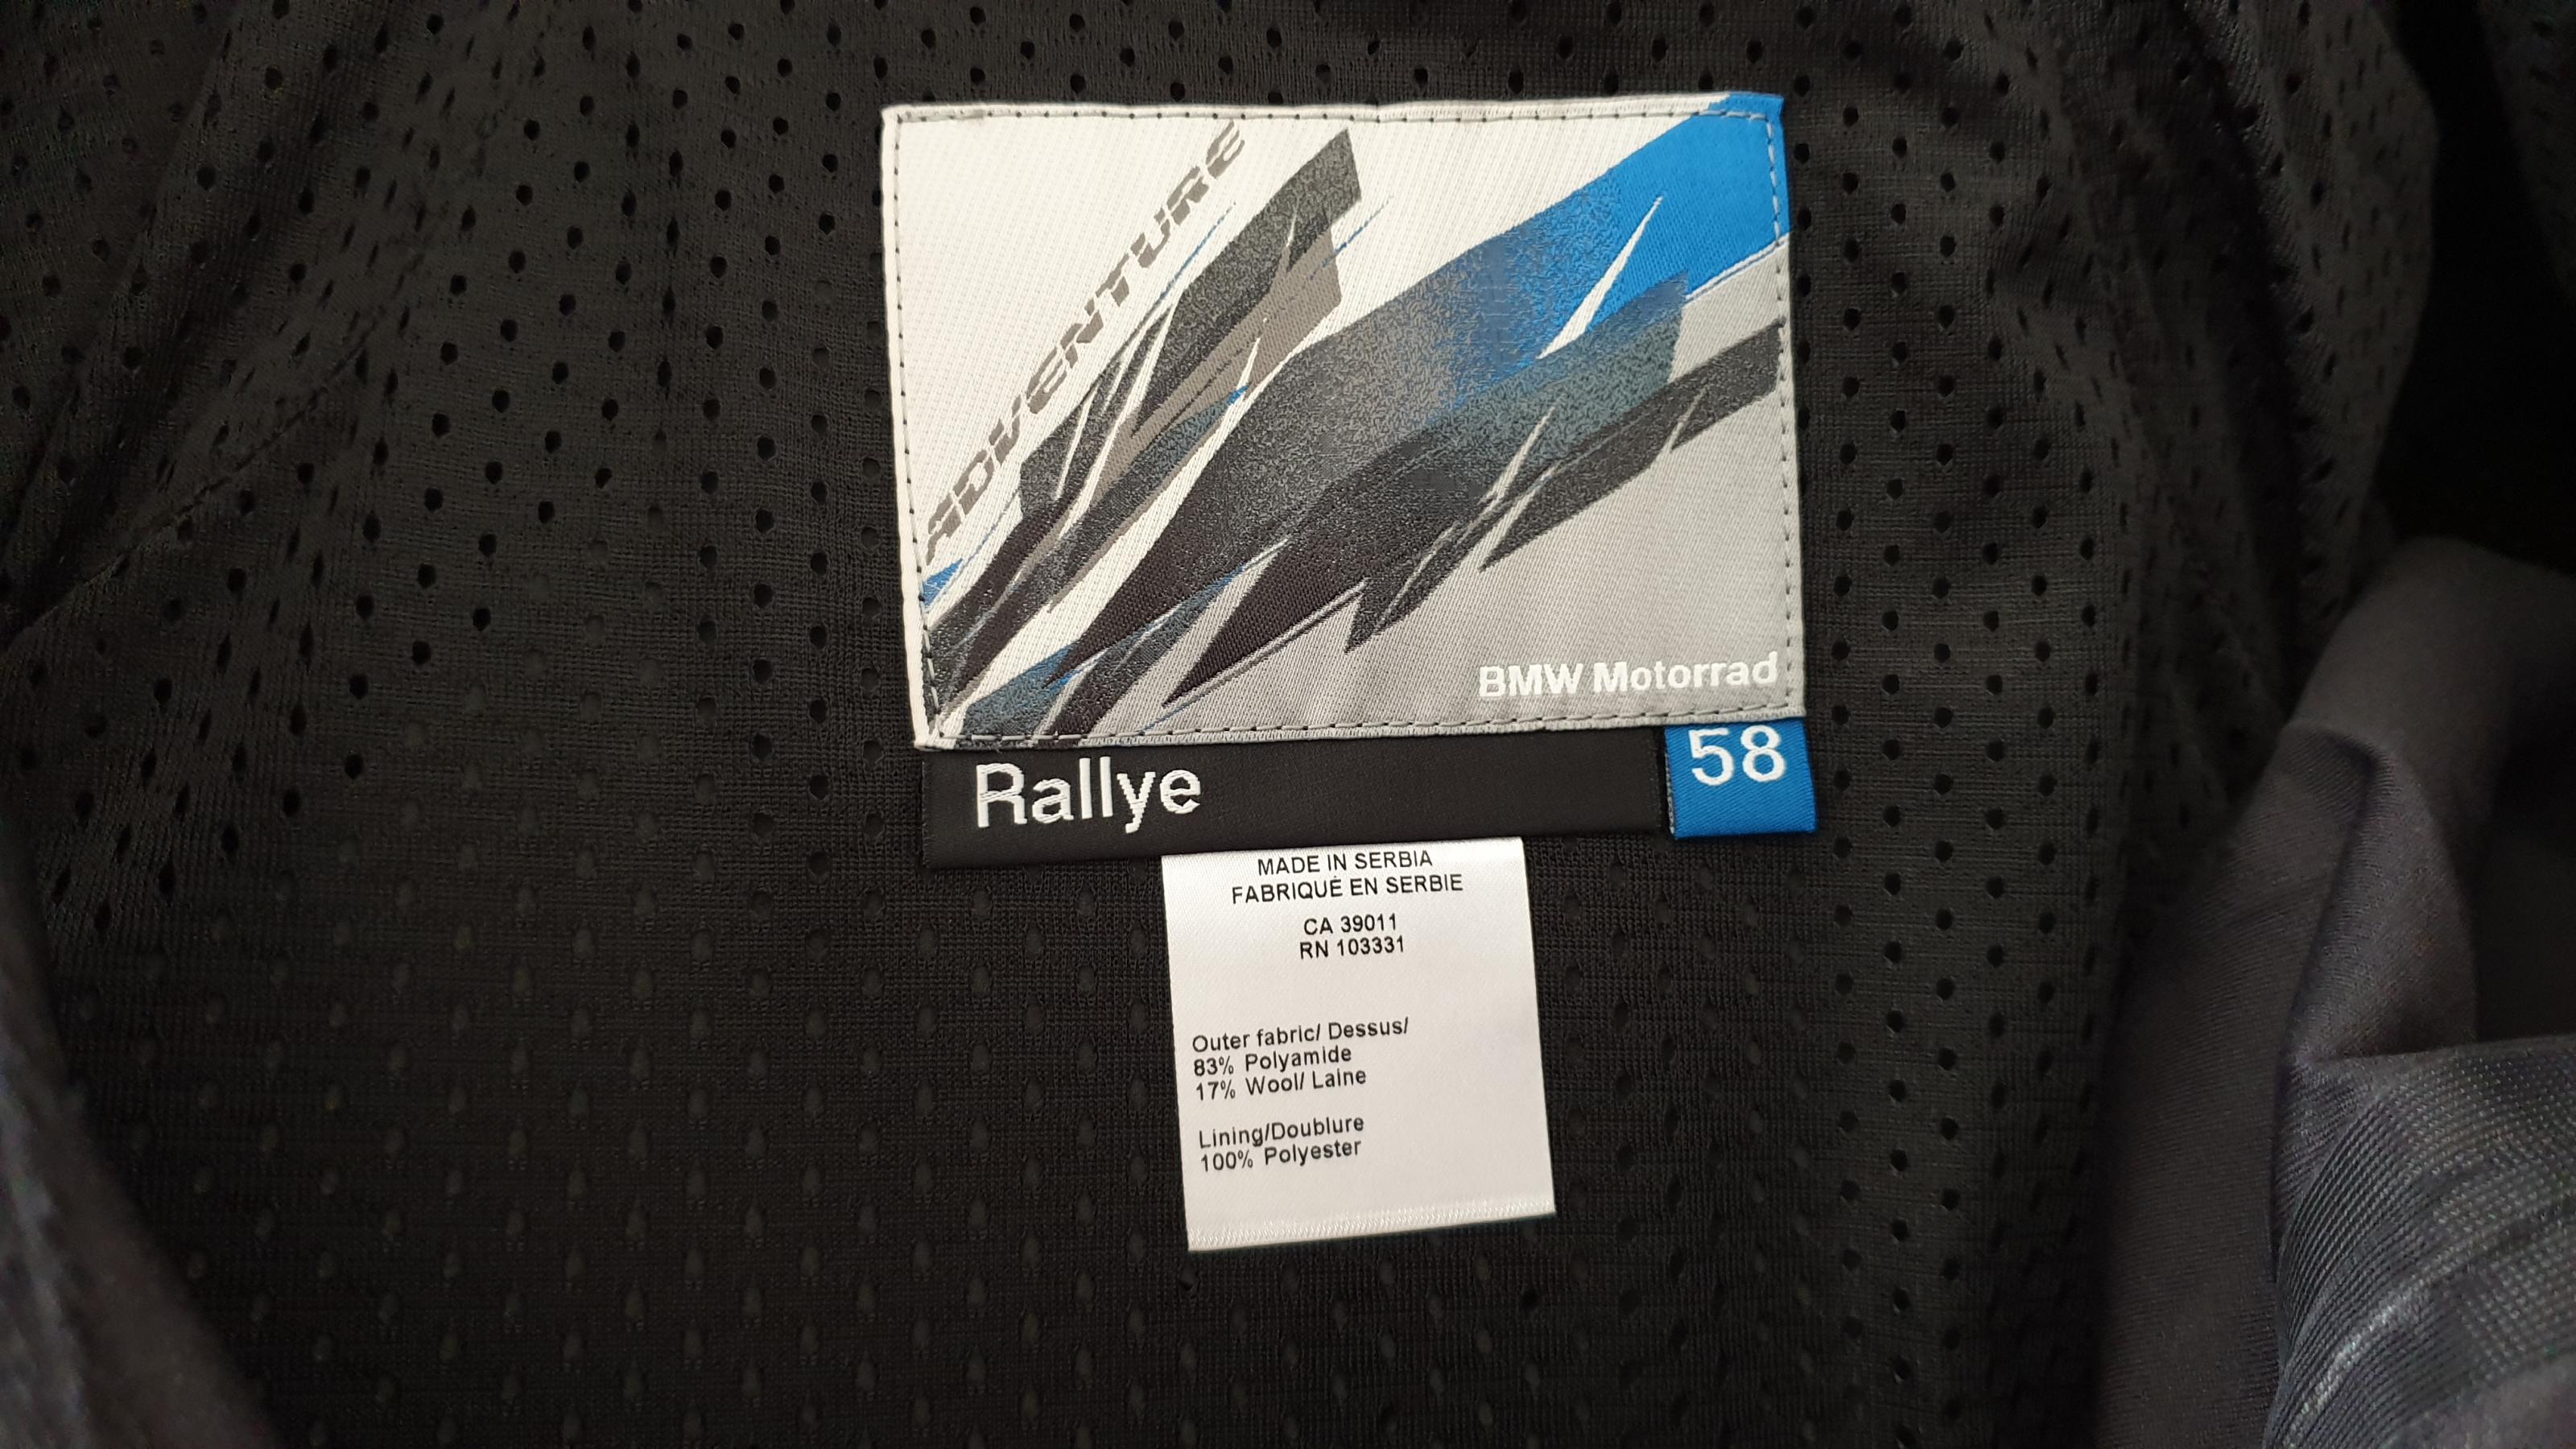 ADVENTURE
BMW Motorrad
58
Rallye
MADE IN SERBIA
FABRIQUÉ EN SERBIE
CA 39011
RN 103331
Outer fabric/ Dessus/
83% Polyamide
17% Wool/ Laine
Lining/Doublure
100% Polyester